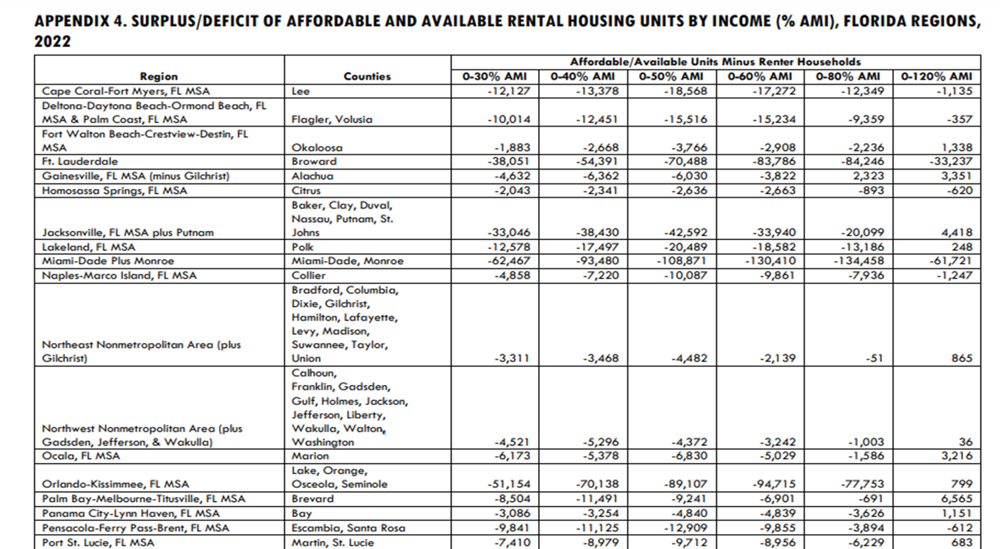 APPENDIX 4. SURPLUS/DEFICIT OF AFFORDABLE AND AVAILABLE RENTAL HOUSING UNITS BY INCOME (% AMI), FLORIDA REGIONS,
2022
Affordable/Available Units Minus Renter Households
Region Counties 0-30% AMI 0-40% AMI 0-50% AMI 0-60% AMI 0-80% AMI 0-120% AMI
Cape Coral-Fort Myers, FL MSA Lee -12,127 -13,378 -18,568 -17,272 -12,349 -1,135
Deltona-Daytona Beach-Ormond Beach, FL
MSA & Palm Coast, FL MSA Flagler, Volusia -10,014 -12,451 -15,516 -15,234 -9,359 -357
Fort Walton Beach-Crestview-Destin, FL
MSA Okaloosa -1,883 -2,668 -3,766 -2,908 -2,236 1,338
Ft. Lauderdale Broward -38,051 -54,391 -70,488 -83,786 -84,246 -33,237
Gainesville, FL MSA (minus Gilchrist) Alachua -4,632 -6,362 -6,030 -3,822 2,323 3,351
Homosassa Springs, FL MSA Citrus -2,043 -2,341 -2,636 -2,663 -893 -620
Baker, Clay, Duval,
Nassau, Putnam, St.
Jacksonville, FL MSA plus Putnam Johns -33,046 -38,430 -42,592 -33,940 -20,099 4,418
Lakeland, FL MSA Polk -12,578 -17,497 -20,489 -18,582 -13,186 248
Miami-Dade Plus Monroe Miami-Dade, Monroe -62,467 -93,480 -108,871 -130,410 -134,458 -61,721
Naples-Marco Island, FL MSA Collier -4,858 -7,220 -10,087 -9,861 -7,936 -1,247
Bradford, Columbia,
Dixie, Gilchrist,
Hamilton, Lafayette,
Levy, Madison,
Northeast Nonmetropolitan Area (plus Suwannee, Taylor,
Gilchrist) Union -3,311 -3,468 -4,482 -2,139 -51 865
Calhoun,
Franklin, Gadsden,
Gulf, Holmes, Jackson,
Jefferson, Liberty,
Northwest Nonmetropolitan Area (plus Wakulla, Walton,
Gadsden, Jefferson, & Wakulla) Washington -4,521 -5,296 -4,372 -3,242 -1,003 36
Ocala, FL MSA Marion -6,173 -5,378 -6,830 -5,029 -1,586 3,216
Lake, Orange,
Orlando-Kissimmee, FL MSA Osceola, Seminole -51,154 -70,138 -89,107 -94,715 -77,753 799
Palm Bay-Melbourne-Titusville, FL MSA Brevard -8,504 -11,491 -9,241 -6,901 -691 6,565
Panama City-Lynn Haven, FL MSA Bay -3,086 -3,254 -4,840 -4,839 -3,626 1,151
Pensacola-Ferry Pass-Brent, FL MSA Escambia, Santa Rosa -9,841 -11,125 -12,909 -9,855 -3,894 -612
Port St. Lucie, FL MSA Martin, St. Lucie -7,410 -8,979 -9,712 -8,956 -6,229 683